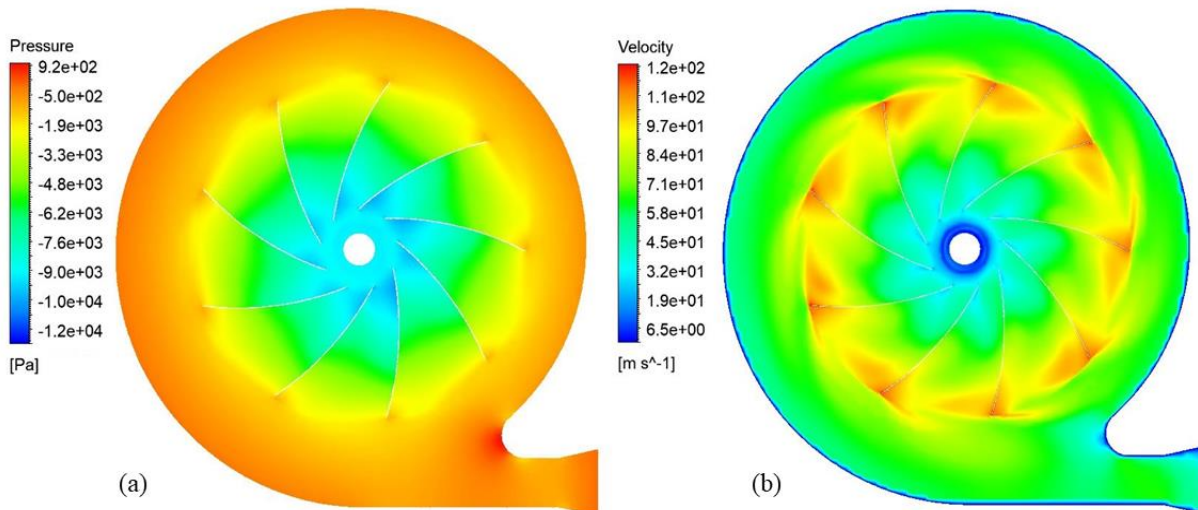 Pressure
9.2e+02
-5.0e+02
-1.9e+03
-3.3e+03
-4.8e+03
-6.2e+03
-7.6e+03
-9.0e+03
-1.0e+04
-1.2e+04
[Pa]
(a)
Velocity
1.2e+02
1.1e+02
9.7e+01
8.4e+01
7.1e+01
5.8e+01
4.5e+01
3.2e+01
1.9e+01
6.5e+00
[m s^-1]
(b)